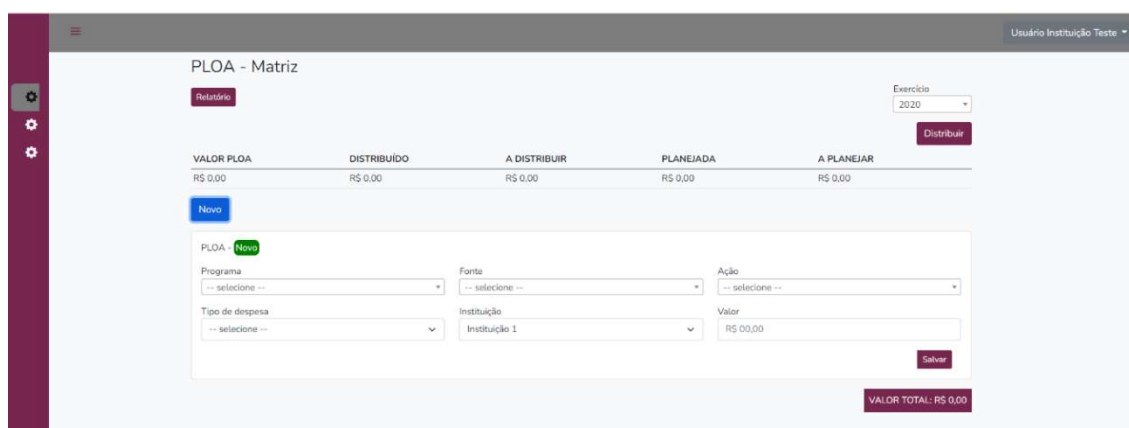 Usuário Instituição Teste
PLOA - Matriz
Relatório
Exercício
2020
Distribuir
VALOR PLOA DISTRIBUÍDO A DISTRIBUIR PLANEJADA A PLANEJAR
R$ 0,00 R$ 0,00 R$ 0,00 R$ 0,00 R$ 0,00
Novo
PLOA - Novo
Programa Fonte Ação
-- selecione -- -- selecione -- -- selecione --
Tipo de despesa Instituição Valor
-- selecione -- Instituição 1 R$ 00,00
Salvar
VALOR TOTAL: R$ 0,00